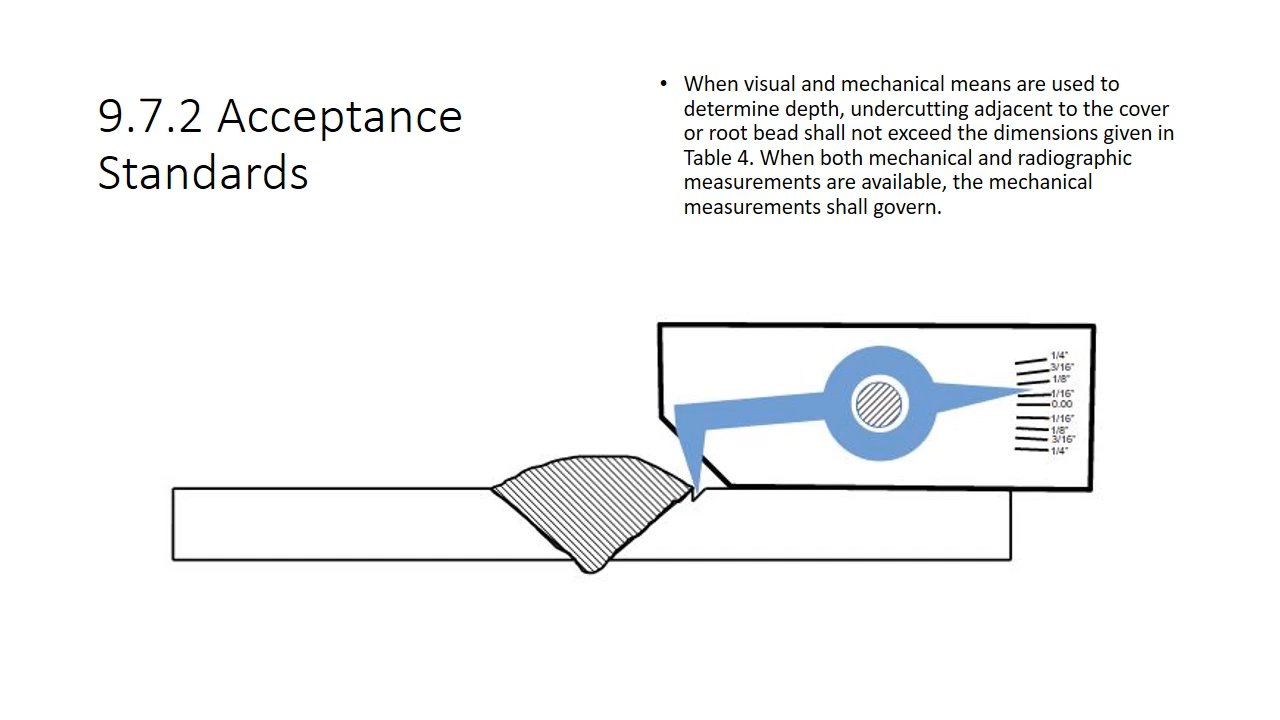 9.7.2 Acceptance
Standards
• When visual and mechanical means are used to
determine depth, undercutting adjacent to the cover
or root bead shall not exceed the dimensions given in
Table 4. When both mechanical and radiographic
measurements are available, the mechanical
measurements shall govern.
1/4"
3/16"
1/8"
1/16"
0.00
1/16"
1/8"
3/16"
1/4"